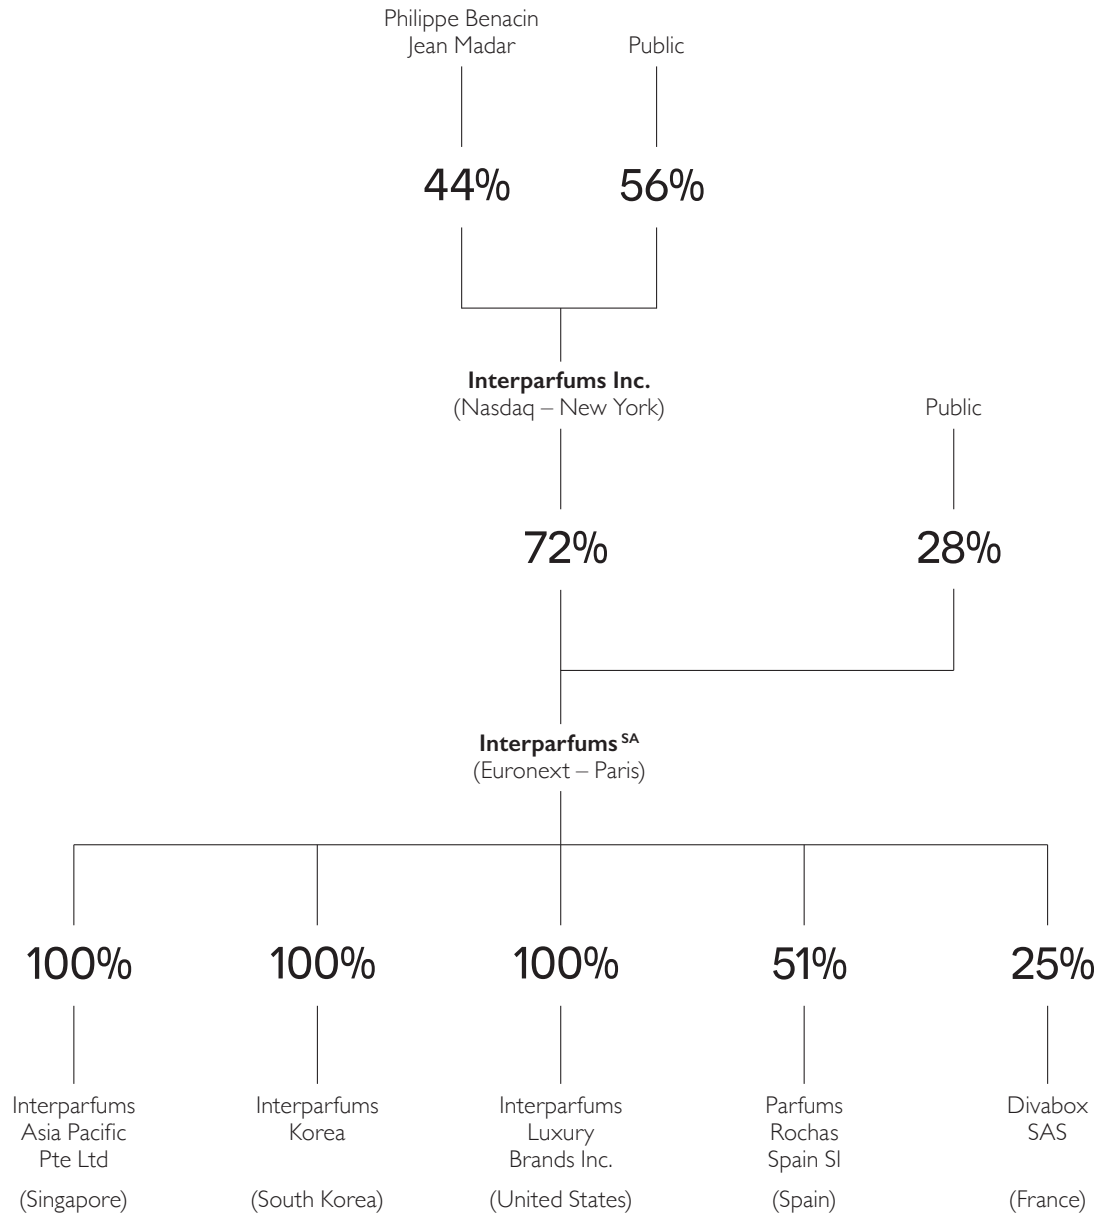 Philippe Benacin
Jean Madar
Public
44%
56%
Interparfums Inc.
(Nasdaq – New York)
Public
72%
28%
Interparfums SA
(Euronext – Paris)
100%
100%
100%
51%
25%
Interparfums
Asia Pacific
Pte Ltd
(Singapore)
Interparfums
Korea
(South Korea)
Interparfums
Luxury
Brands Inc.
(United States)
Parfums
Rochas
Spain Sl
(Spain)
Divabox
SAS
(France)